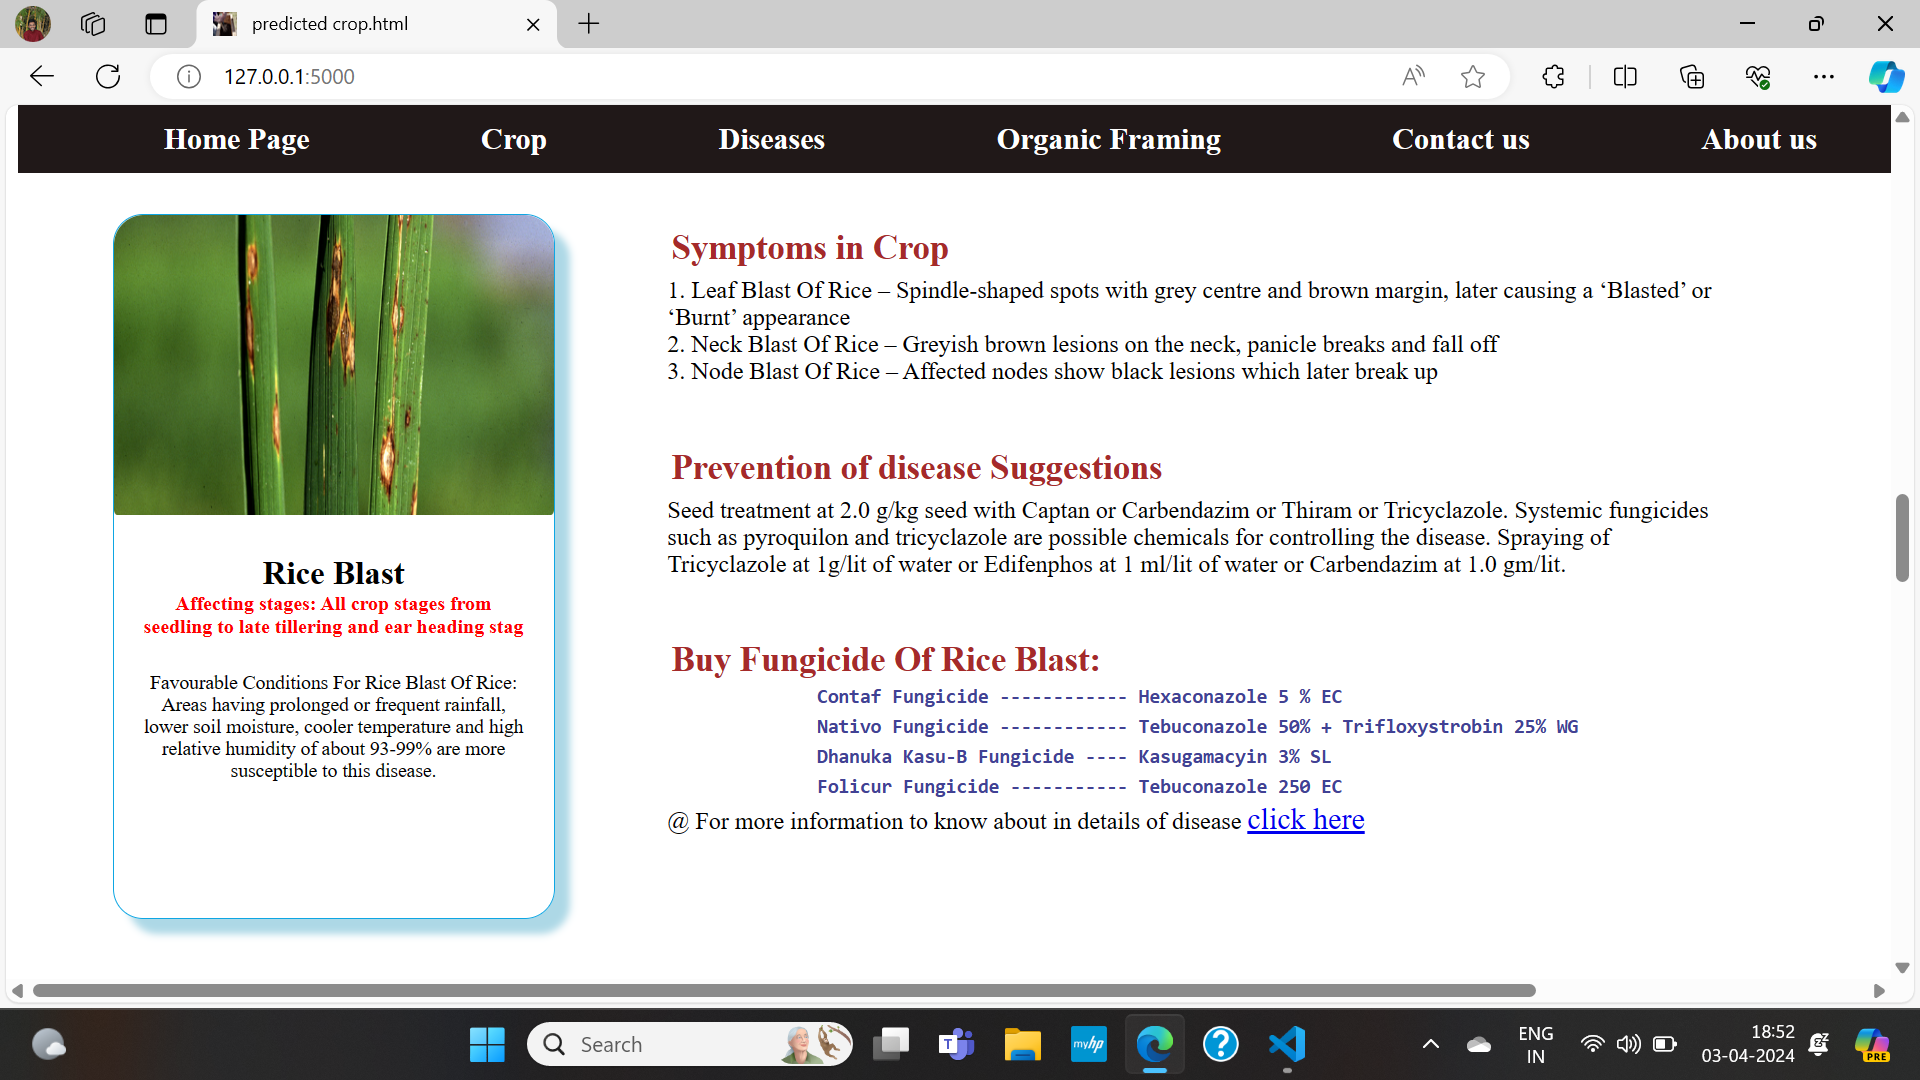 predicted crop.html
127.0.0.1:5000
Home Page Crop Diseases Organic Framing Contact us About us
Rice Blast
Affecting stages: All crop stages from
seedling to late tillering and ear heading stag
Favourable Conditions For Rice Blast Of Rice:
Areas having prolonged or frequent rainfall,
lower soil moisture, cooler temperature and high
relative humidity of about 93-99% are more
susceptible to this disease.
Symptoms in Crop
1. Leaf Blast Of Rice – Spindle-shaped spots with grey centre and brown margin, later causing a ‘Blasted’ or
‘Burnt’ appearance
2. Neck Blast Of Rice – Greyish brown lesions on the neck, panicle breaks and fall off
3. Node Blast Of Rice – Affected nodes show black lesions which later break up
Prevention of disease Suggestions
Seed treatment at 2.0 g/kg seed with Captan or Carbendazim or Thiram or Tricyclazole. Systemic fungicides
such as pyroquilon and tricyclazole are possible chemicals for controlling the disease. Spraying of
Tricyclazole at 1g/lit of water or Edifenphos at 1 ml/lit of water or Carbendazim at 1.0 gm/lit.
Buy Fungicide Of Rice Blast:
Contaf Fungicide ------------ Hexaconazole 5 % EC
Nativo Fungicide ------------ Tebuconazole 50% + Trifloxystrobin 25% WG
Dhanuka Kasu-B Fungicide ---- Kasugamacyin 3% SL
Folicur Fungicide ----------- Tebuconazole 250 EC
@ For more information to know about in details of disease click here
Search
myhp
ENG
IN
18:52
03-04-2024
PRE